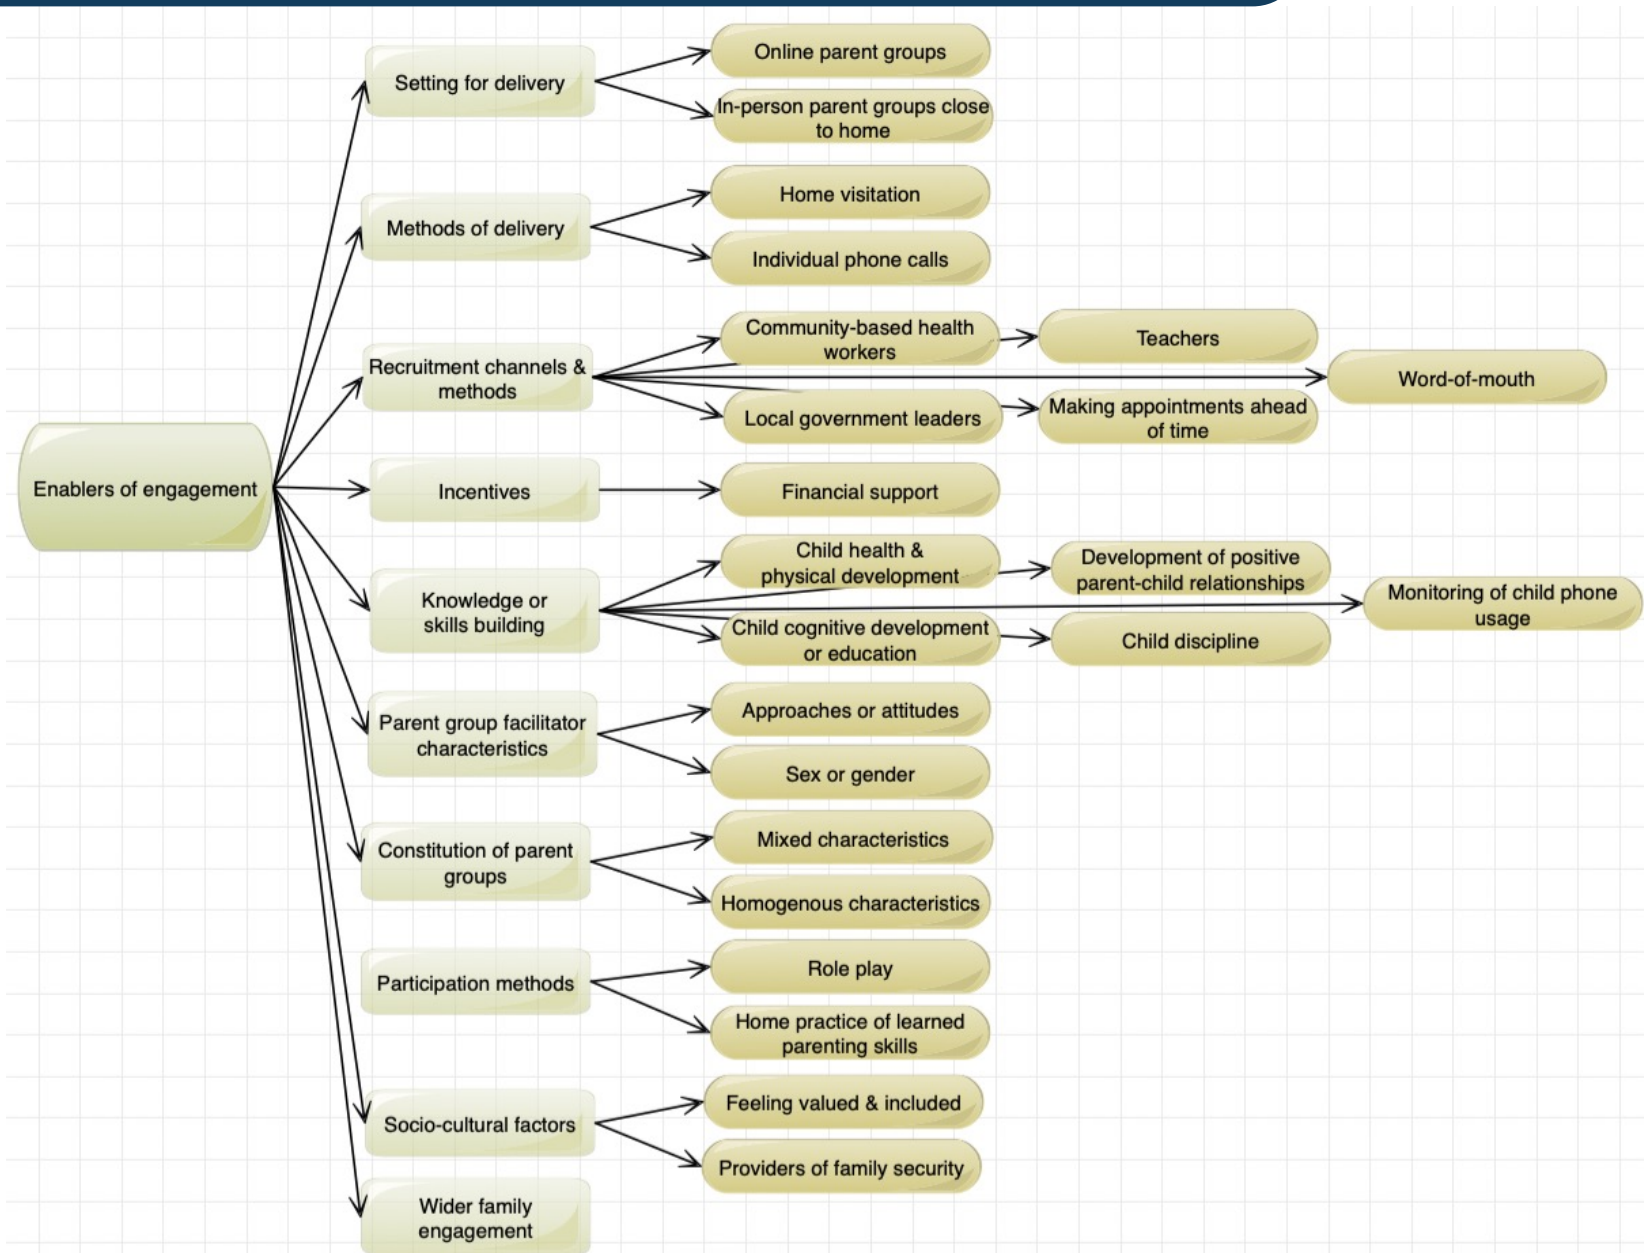 Enablers of engagement
Setting for delivery
Online parent groups
In-person parent groups close
to home
Methods of delivery
Home visitation
Individual phone calls
Recruitment channels &
methods
Community-based health
workers
Teachers
Word-of-mouth
Local government leaders
Making appointments ahead
of time
Incentives
Financial support
Knowledge or
skills building
Child health &
physical development
Development of positive
parent-child relationships
Monitoring of child phone
usage
Child cognitive development
or education
Child discipline
Parent group facilitator
characteristics
Approaches or attitudes
Sex or gender
Constitution of parent
groups
Mixed characteristics
Homogenous characteristics
Participation methods
Role play
Home practice of learned
parenting skills
Socio-cultural factors
Feeling valued & included
Providers of family security
Wider family
engagement